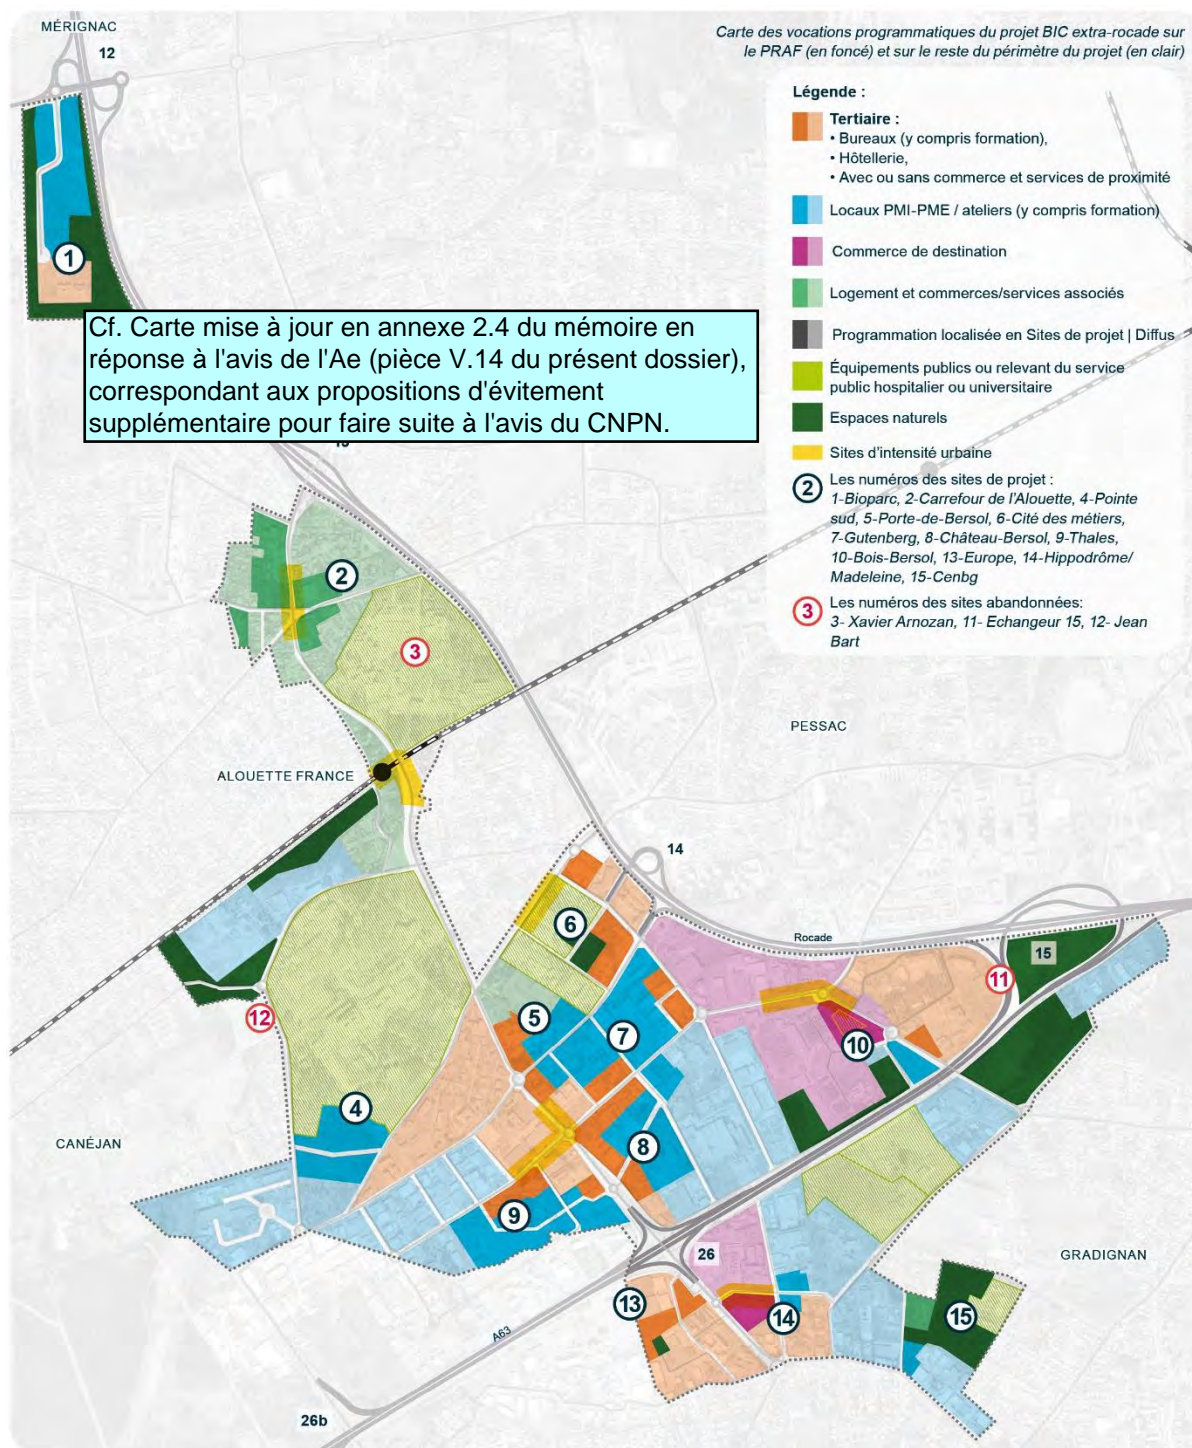 MÉRIGNAC
12
Carte des vocations programmatiques du projet BIC extra-rocade sur
le PRAF (en foncé) et sur le reste du périmètre du projet (en clair)
Légende :
Tertiaire :
• Bureaux (y compris formation),
• Hôtellerie,
• Avec ou sans commerce et services de proximité
Locaux PMI-PME / ateliers (y compris formation)
Commerce de destination
Logement et commerces/services associés
Programmation localisée en Sites de projet | Diffus
Équipements publics ou relevant du service
public hospitalier ou universitaire
Espaces naturels
Sites d'intensité urbaine
2
Les numéros des sites de projet :
1-Bioparc, 2-Carrefour de l'Alouette, 4-Pointe
sud, 5-Porte-de-Bersol, 6-Cité des métiers,
7-Gutenberg, 8-Château-Bersol, 9-Thales,
10-Bois-Bersol, 13-Europe, 14-Hippodrôme/
Madeleine, 15-Cenbg
3
Les numéros des sites abandonnées:
3- Xavier Arnozan, 11- Echangeur 15, 12- Jean
Bart
1
Cf. Carte mise à jour en annexe 2.4 du mémoire en
réponse à l'avis de l'Ae (pièce V.14 du présent dossier),
correspondant aux propositions d'évitement
supplémentaire pour faire suite à l'avis du CNPN.
2
3
PESSAC
ALOUETTE FRANCE
14
6
Rocade
15
11
12
5
7
10
4
CANÉJAN
8
9
26
GRADIGNAN
13
14
15
A63
26b